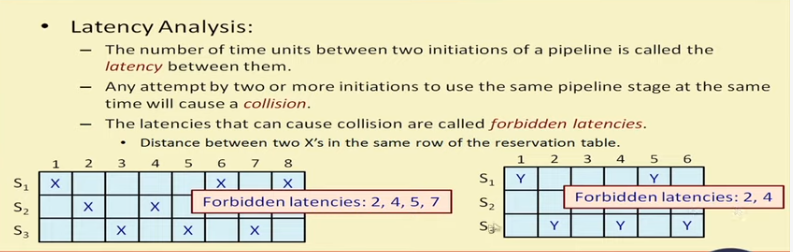 • Latency Analysis:
– The number of time units between two initiations of a pipeline is called the
latency between them.
– Any attempt by two or more initiations to use the same pipeline stage at the same
time will cause a collision.
– The latencies that can cause collision are called forbidden latencies.
• Distance between two X's in the same row of the reservation table.
1 2 3 4 5 6 7 8
S1 X X X
S2 X X
S3 X X X
Forbidden latencies: 2, 4, 5, 7
1 2 3 4 5 6
S1 Y Y
S2
Y Y Y
Forbidden latencies: 2, 4